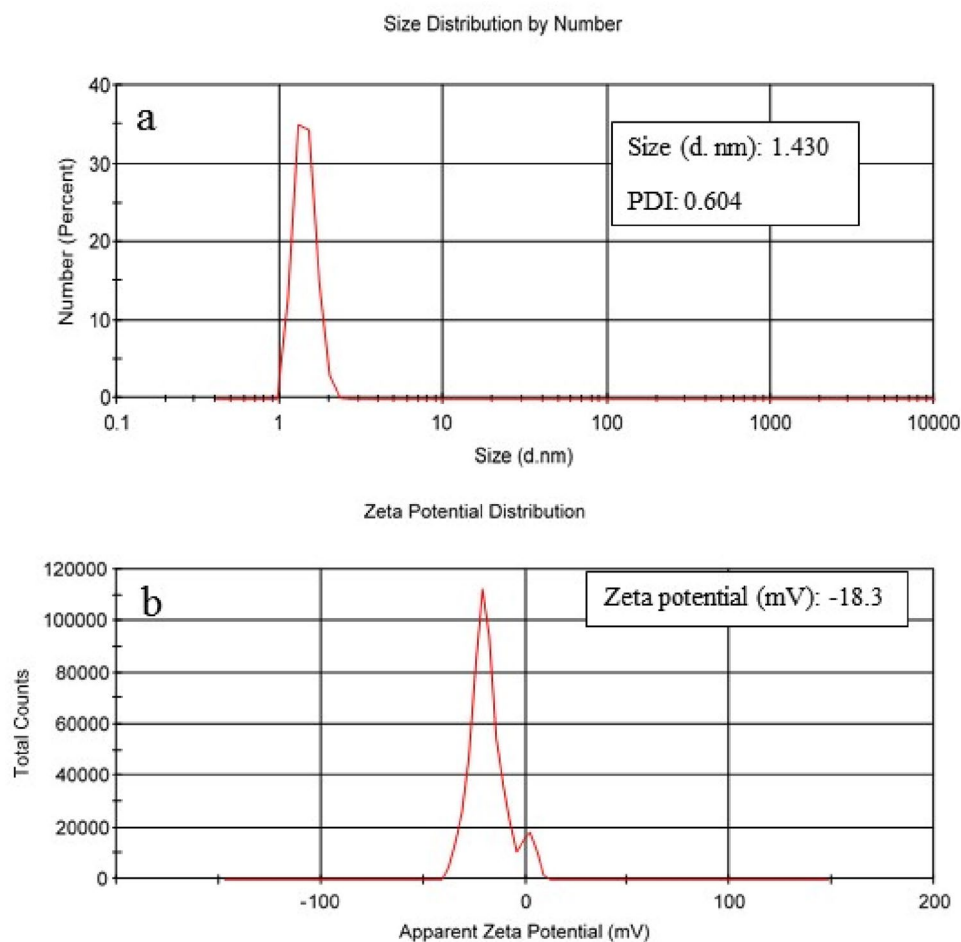 Size Distribution by Number
40
a
Size (d. nm): 1.430
30
PDI: 0.604
20
10
0
Number (Percent)
0.1 1 10 100 1000 10000
Size (d.nm)
Zeta Potential Distribution
120000
b
Zeta potential (mV): -18.3
100000
80000
60000
40000
20000
0
Total Counts
-100 0 100 200
Apparent Zeta Potential (mV)